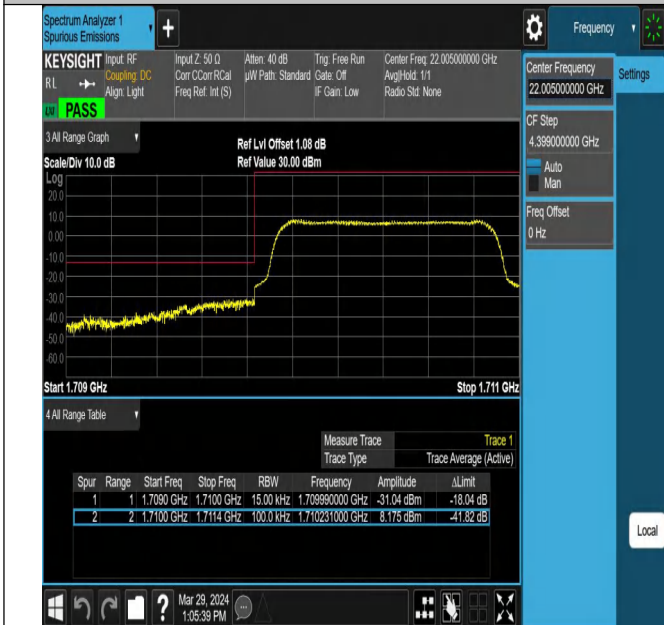 Spectrum Analyzer 1
Spurious Emissions
+
Frequency
KEYSIGHT
RL
Input: RF
Coupling: DC
Align: Light
Input Z: 50 Ω
Corr CCorr RCal
Freq Ref: Int (S)
Atten: 40 dB
µW Path: Standard
Trig: Free Run
Gate: Off
IF Gain: Low
Center Freq: 22.005000000 GHz
Avg|Hold: 1/1
Radio Std: None
PASS
Center Frequency
22.005000000 GHz
Settings
CF Step
4.399000000 GHz
Auto
Man
Freq Offset
0 Hz
3 All Range Graph
Scale/Div 10.0 dB
Ref Lvl Offset 1.08 dB
Ref Value 30.00 dBm
Log
20.0
10.0
0.00
-10.0
-20.0
-30.0
-40.0
-50.0
-60.0
Start 1.709 GHz
Stop 1.711 GHz
4 All Range Table
Measure Trace Trace 1
Trace Type Trace Average (Active)
Spur Range Start Freq Stop Freq RBW Frequency Amplitude ΔLimit
1 1 1.7090 GHz 1.7100 GHz 15.00 kHz 1.709990000 GHz -31.04 dBm -18.04 dB
2 2 1.7100 GHz 1.7114 GHz 100.0 kHz 1.710231000 GHz 8.175 dBm -41.82 dB
Local
?
Mar 29, 2024
1:05:39 PM